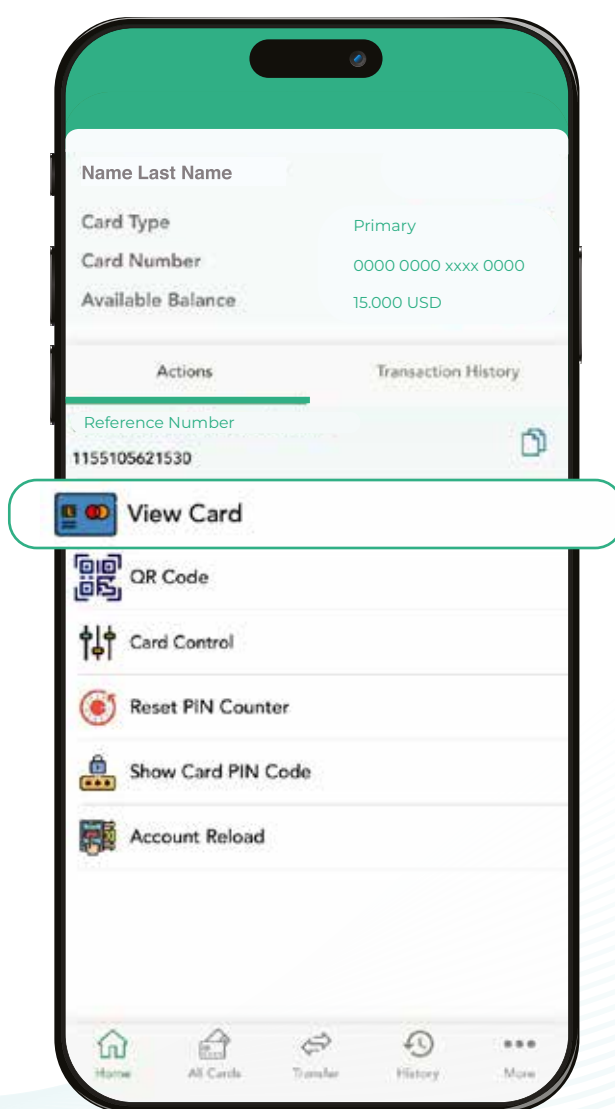 Name Last Name
Card Type Primary
Card Number 0000 0000 xxxx 0000
Available Balance 15.000 USD
Actions Transaction History
Reference Number
1155105621530
View Card
QR Code
Card Control
Reset PIN Counter
Show Card PIN Code
Account Reload
Home All Cards Transfer History More